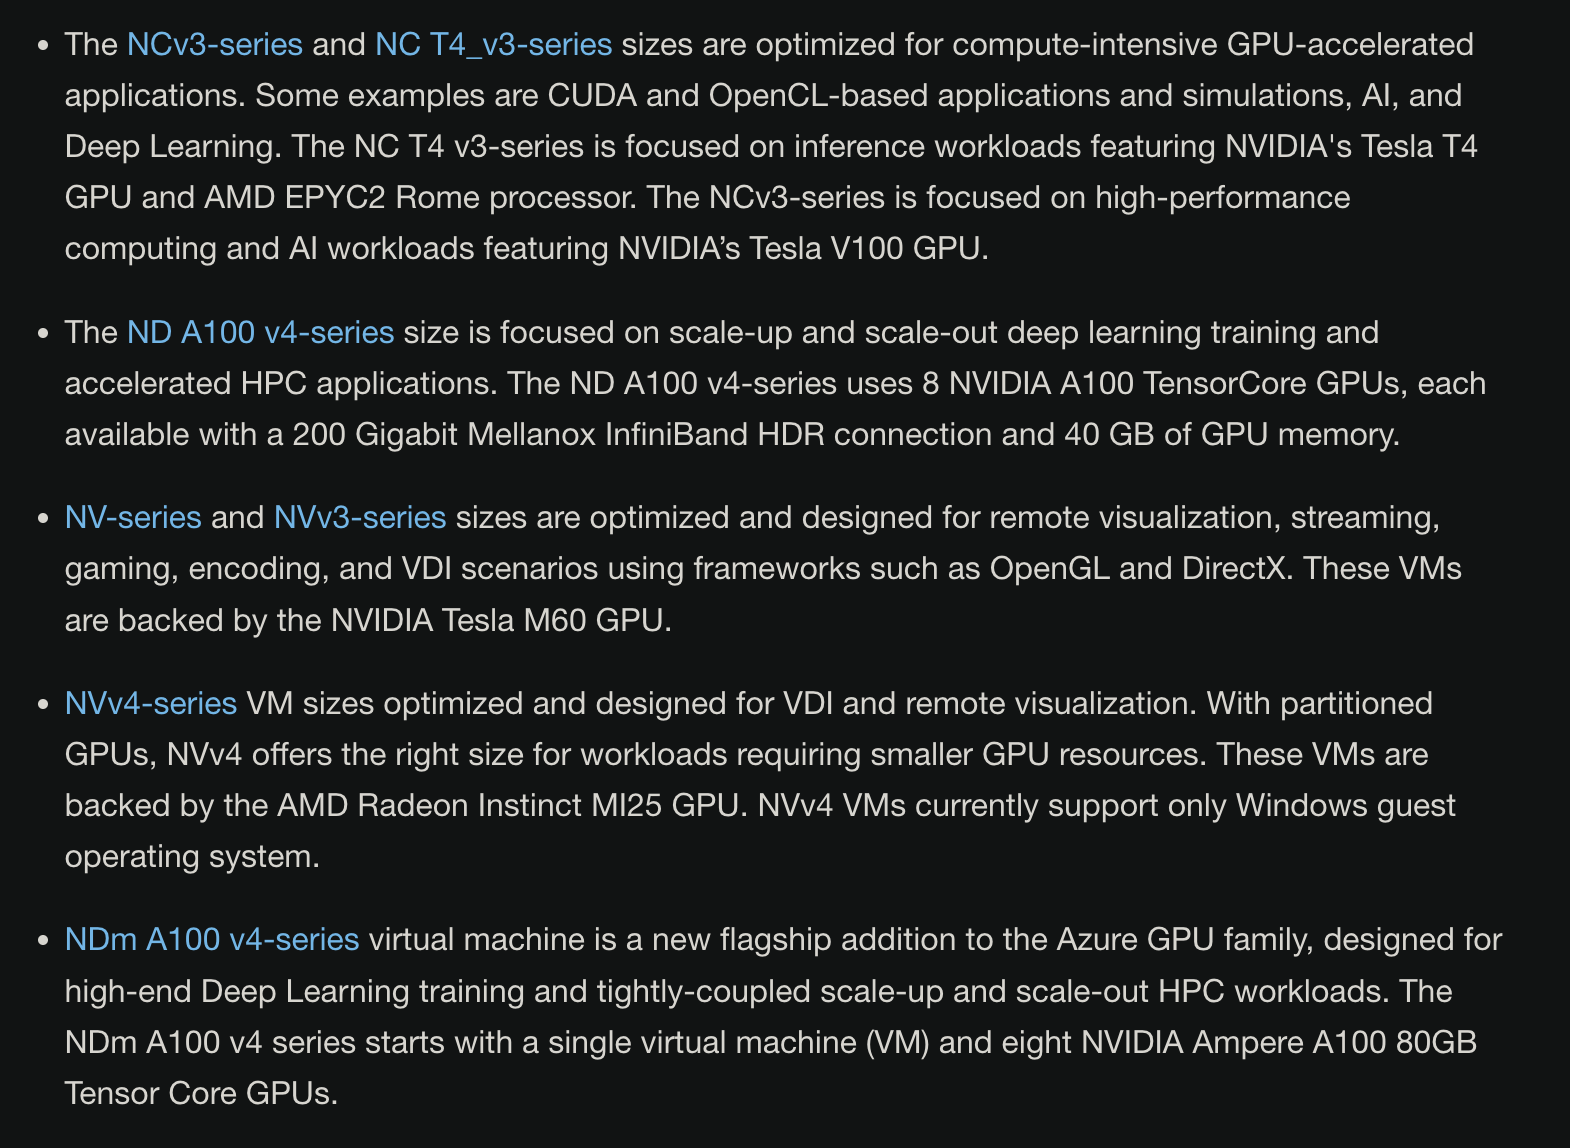 • The NCv3-series and NC T4_v3-series sizes are optimized for compute-intensive GPU-accelerated
applications. Some examples are CUDA and OpenCL-based applications and simulations, AI, and
Deep Learning. The NC T4 v3-series is focused on inference workloads featuring NVIDIA's Tesla T4
GPU and AMD EPYC2 Rome processor. The NCv3-series is focused on high-performance
computing and AI workloads featuring NVIDIA’s Tesla V100 GPU.
• The ND A100 v4-series size is focused on scale-up and scale-out deep learning training and
accelerated HPC applications. The ND A100 v4-series uses 8 NVIDIA A100 TensorCore GPUs, each
available with a 200 Gigabit Mellanox InfiniBand HDR connection and 40 GB of GPU memory.
• NV-series and NVv3-series sizes are optimized and designed for remote visualization, streaming,
gaming, encoding, and VDI scenarios using frameworks such as OpenGL and DirectX. These VMs
are backed by the NVIDIA Tesla M60 GPU.
• NVv4-series VM sizes optimized and designed for VDI and remote visualization. With partitioned
GPUs, NVv4 offers the right size for workloads requiring smaller GPU resources. These VMs are
backed by the AMD Radeon Instinct MI25 GPU. NVv4 VMs currently support only Windows guest
operating system.
• NDm A100 v4-series virtual machine is a new flagship addition to the Azure GPU family, designed for
high-end Deep Learning training and tightly-coupled scale-up and scale-out HPC workloads. The
NDm A100 v4 series starts with a single virtual machine (VM) and eight NVIDIA Ampere A100 80GB
Tensor Core GPUs.